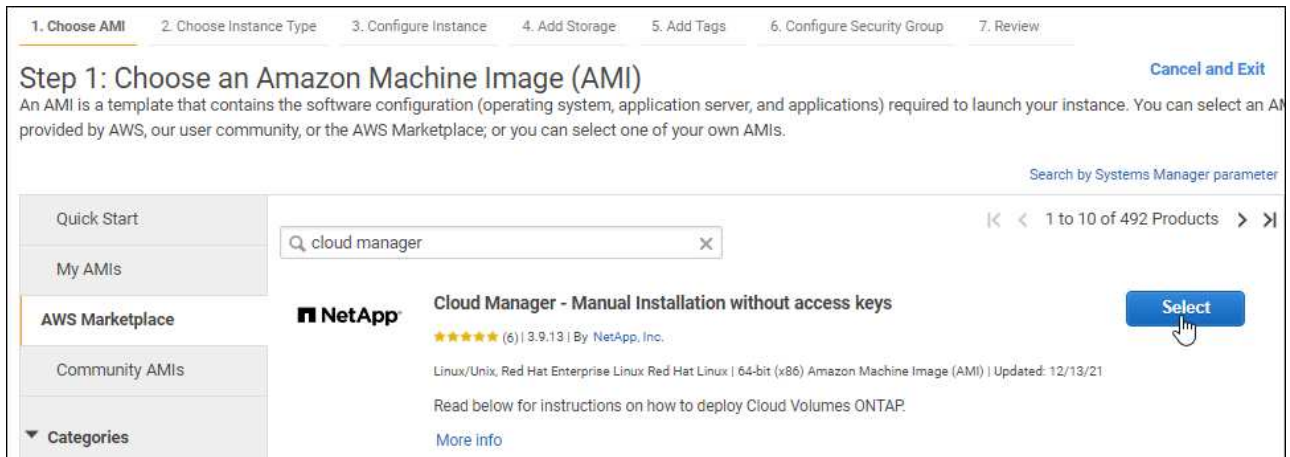 1. Choose AMI 2. Choose Instance Type 3. Configure Instance 4. Add Storage 5. Add Tags 6. Configure Security Group 7. Review
Step 1: Choose an Amazon Machine Image (AMI)
Cancel and Exit
An AMI is a template that contains the software configuration (operating system, application server, and applications) required to launch your instance. You can select an AM
provided by AWS, our user community, or the AWS Marketplace; or you can select one of your own AMIs.
Search by Systems Manager parameter
Quick Start
My AMIs
AWS Marketplace
Community AMIs
Categories
cloud manager
1 to 10 of 492 Products
NetApp
Cloud Manager - Manual Installation without access keys
(6) | 3.9.13 | By NetApp, Inc.
Linux/Unix, Red Hat Enterprise Linux Red Hat Linux | 64-bit (x86) Amazon Machine Image (AMI) | Updated: 12/13/21
Read below for instructions on how to deploy Cloud Volumes ONTAP.
More info
Select